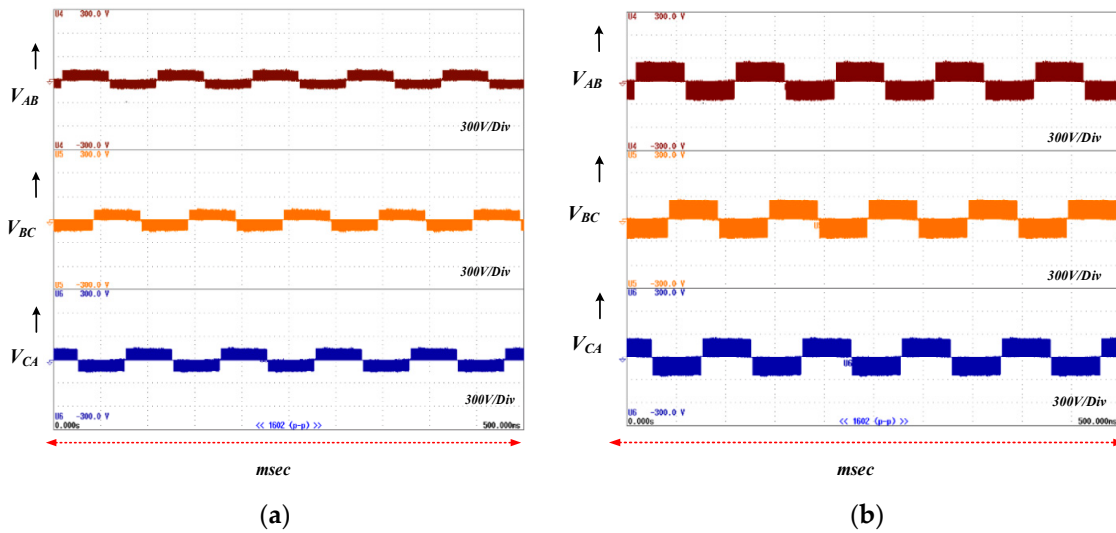 U4 300.0 V
V_AB
300V/Div
U4 -300.0 V
U5 300.0 V
V_BC
300V/Div
U5 -300.0 V
U6 300.0 V
V_CA
300V/Div
U6 -300.0 V
0.000s << 1602 (p-p) >> 500.000ms
msec
(a)
U4 300.0 V
V_AB
300V/Div
U4 -300.0 V
U5 300.0 V
V_BC
300V/Div
U5 -300.0 V
U6 300.0 V
V_CA
U6
300V/Div
U6 -300.0 V
0.000s << 1602 (p-p) >> 500.000ms
msec
(b)